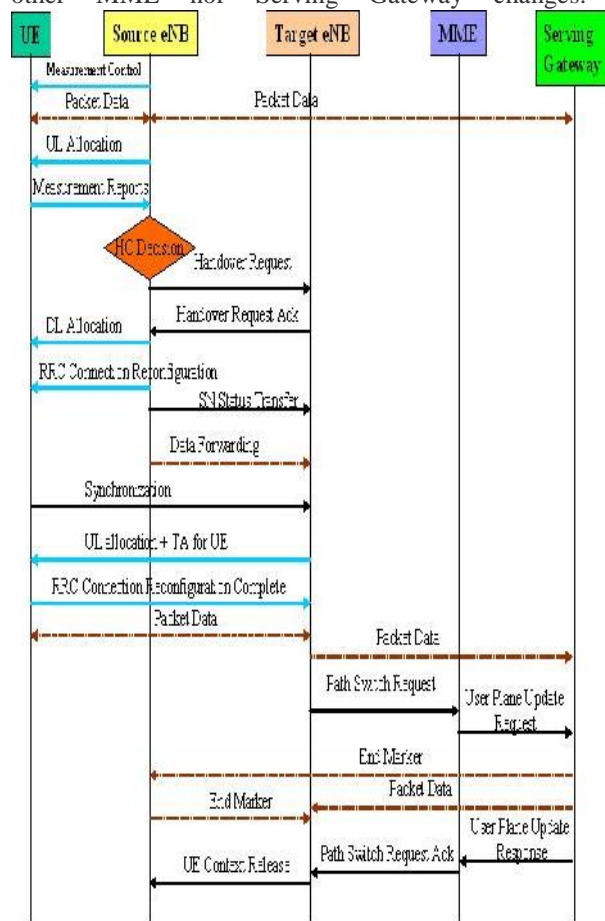 other MME nor Serving Gateway changes.
UE
Source eNB
Target eNB
MME
Serving
Gateway
Measurement Control
Packet Data
Packet Data
UL Allocation
Measurement Reports
HO Decision
Handover Request
Handover Request Ack
DL Allocation
RRC Connection Reconfiguration
SN Status Transfer
Data Forwarding
Synchronization
UL allocation + TA for UE
RRC Connection Reconfiguration Complete
Packet Data
Packet Data
Path Switch Request
User Plane Update
Request
End Marker
Packet Data
End Marker
User Plane Update
Response
Path Switch Request Ack
UE Context Release